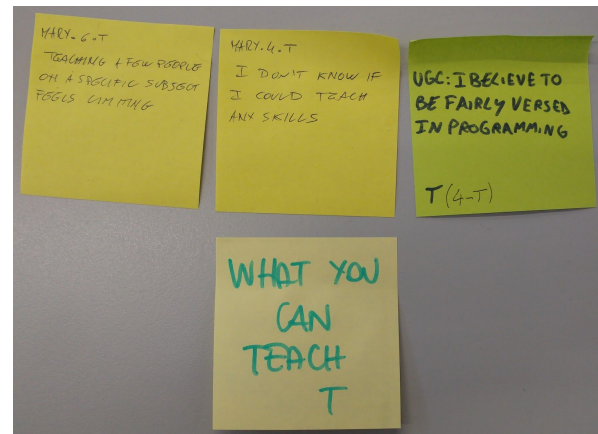 MARY-6-T
TEACHING A FEW PEOPLE
ON A SPECIFIC SUBJECT
FEELS LIMITING
MARY-4-T
I DON'T KNOW IF
I COULD TEACH
ANY SKILLS
UGC: I BELIEVE TO
BE FAIRLY VERSED
IN PROGRAMMING
T (4-T)
WHAT YOU
CAN
TEACH
T